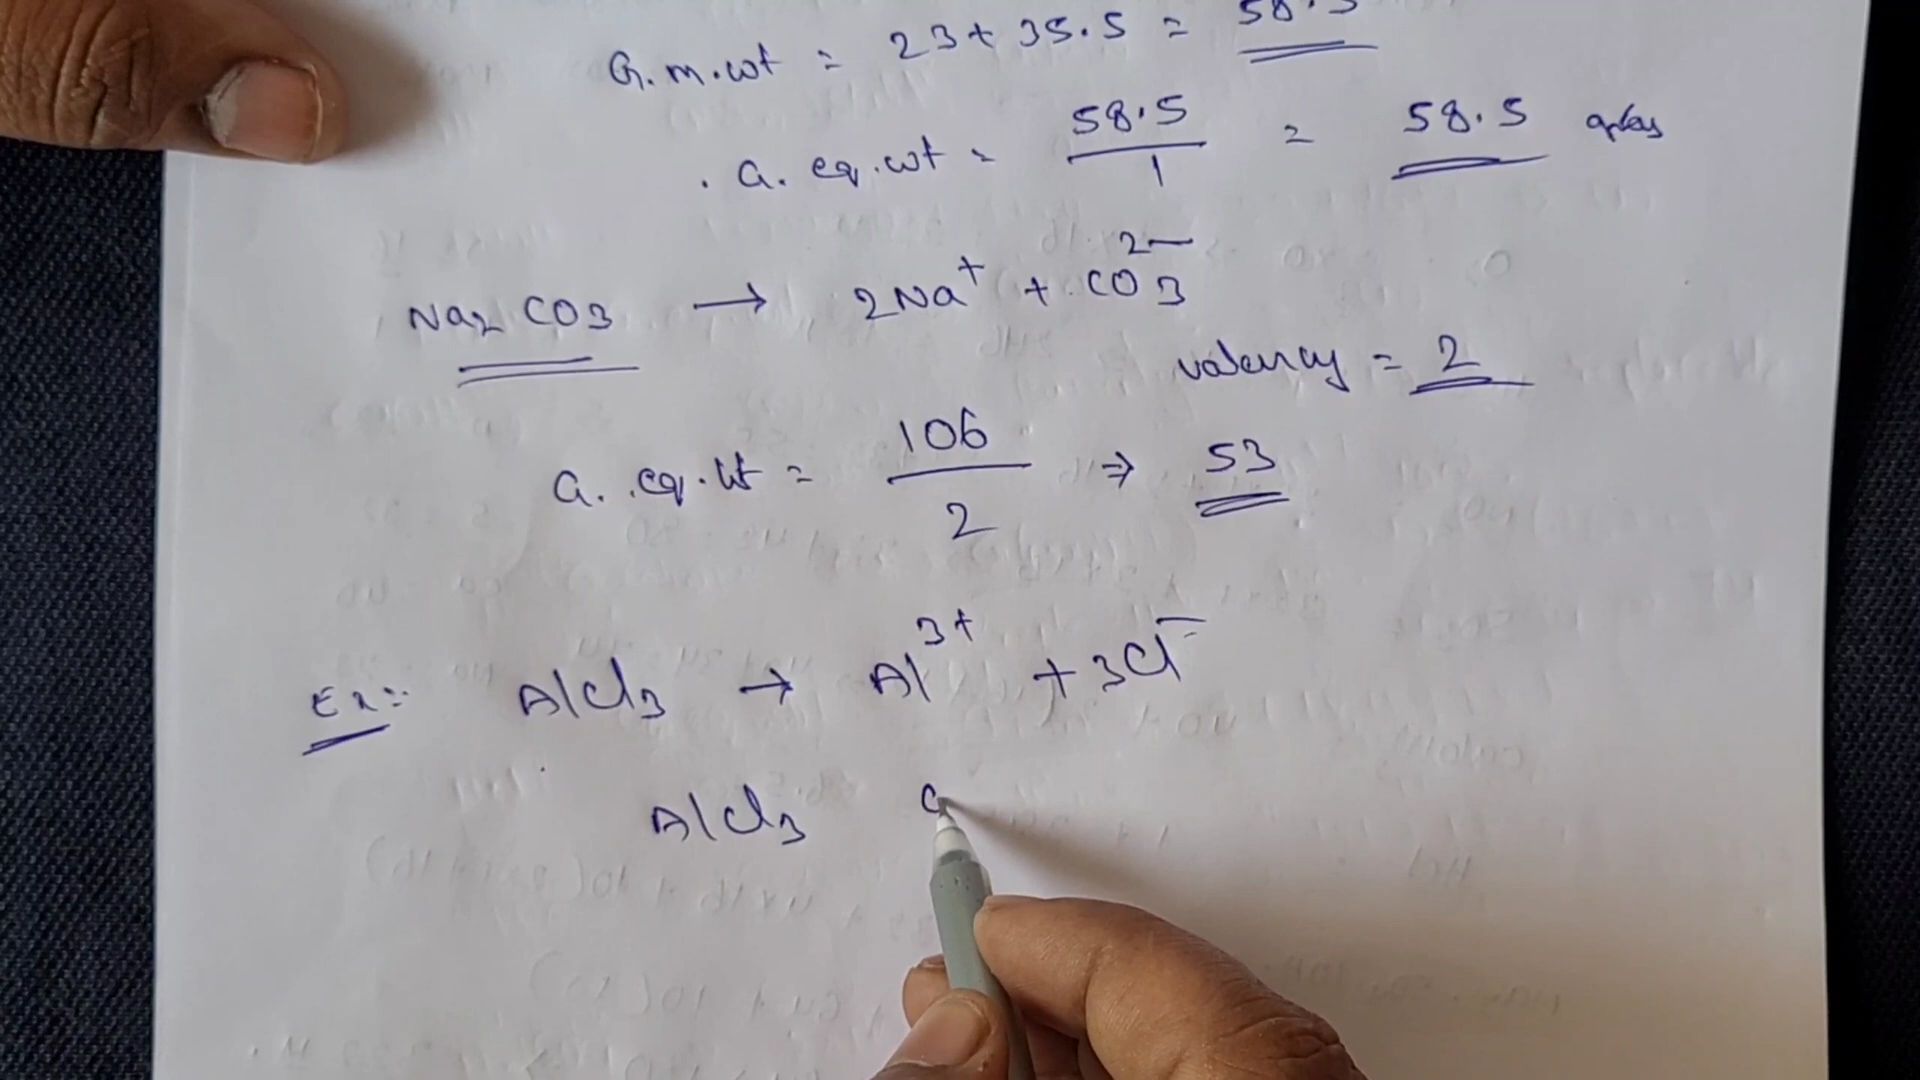 G.m.wt = 23+ 35.5 = 58.5
G. eq.wt = 58.5/1 = 58.5
Na2CO3 → 2Na+ + CO3 2-
valency = 2
G. eq.wt = 106/2 ⇒ 53
Ex:- AlCl3 → Al3+ + 3Cl-
AlCl3 G